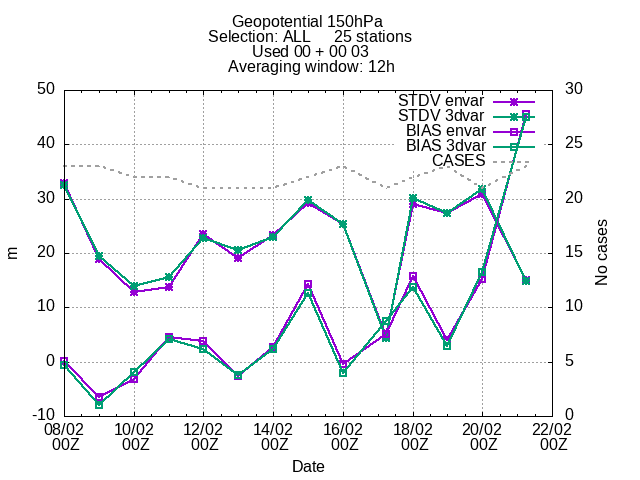 Geopotential 150hPa
Selection: ALL 25 stations
Used 00 + 00 03
Averaging window: 12h
STDV envar
STDV 3dvar
BIAS envar
BIAS 3dvar
CASES
50
40
30
20
10
0
-10
m
30
25
20
15
10
5
0
No cases
08/02 10/02 12/02 14/02 16/02 18/02 20/02 22/02
00Z 00Z 00Z 00Z 00Z 00Z 00Z 00Z
Date